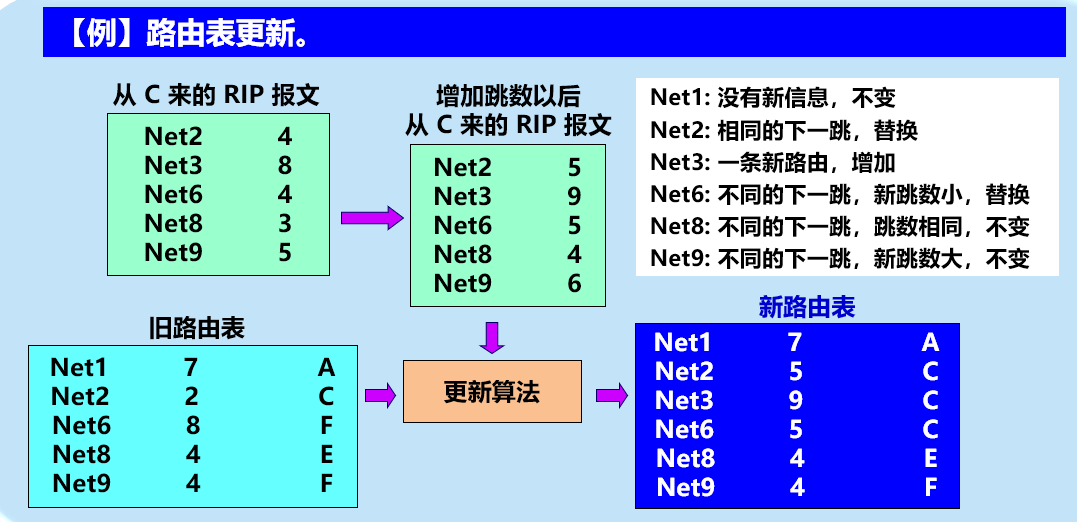 【例】路由表更新。
从 C 来的 RIP 报文
Net2 4
Net3 8
Net6 4
Net8 3
Net9 5
增加跳数以后
从 C 来的 RIP 报文
Net2 5
Net3 9
Net6 5
Net8 4
Net9 6
Net1: 没有新信息，不变
Net2: 相同的下一跳，替换
Net3: 一条新路由，增加
Net6: 不同的下一跳，新跳数小，替换
Net8: 不同的下一跳，跳数相同，不变
Net9: 不同的下一跳，新跳数大，不变
旧路由表
Net1 7 A
Net2 2 C
Net6 8 F
Net8 4 E
Net9 4 F
更新算法
新路由表
Net1 7 A
Net2 5 C
Net3 9 C
Net6 5 C
Net8 4 E
Net9 4 F